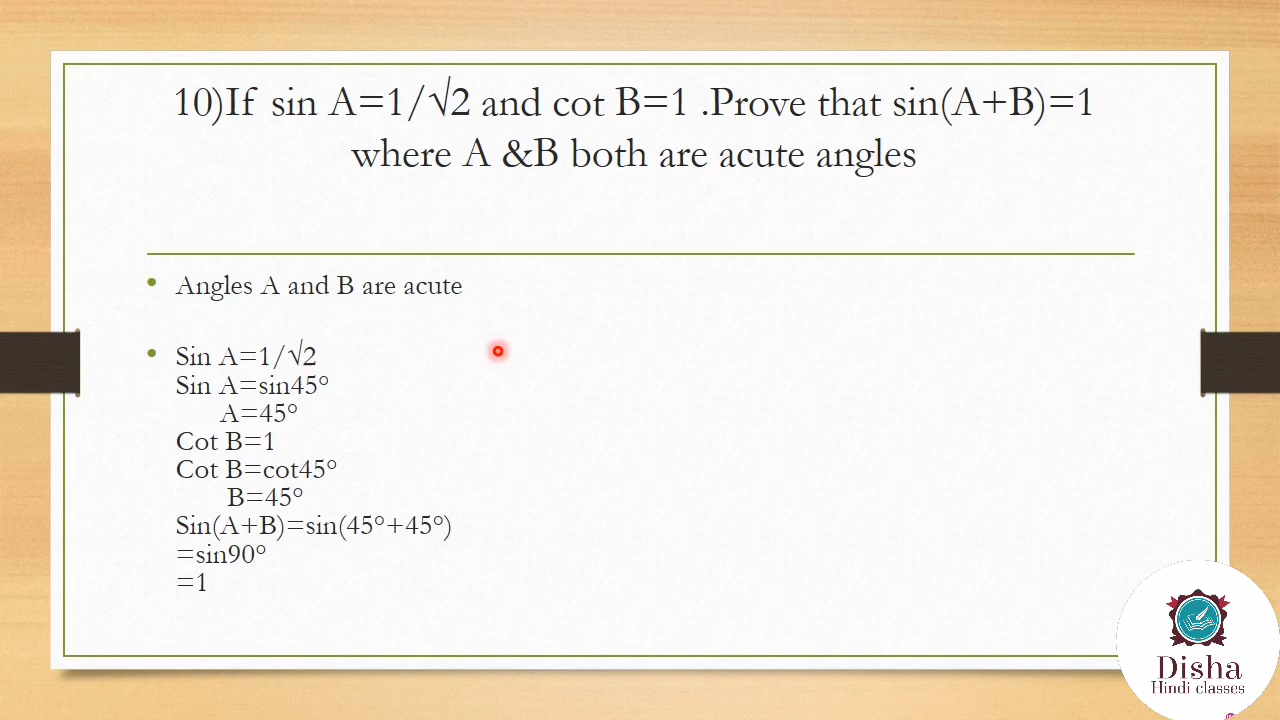 10)If sin A=1/√2 and cot B=1 .Prove that sin(A+B)=1
where A &B both are acute angles
• Angles A and B are acute
• Sin A=1/√2
Sin A=sin45°
A=45°
Cot B=1
Cot B=cot45°
B=45°
Sin(A+B)=sin(45°+45°)
=sin90°
=1
Disha
Hindi classes